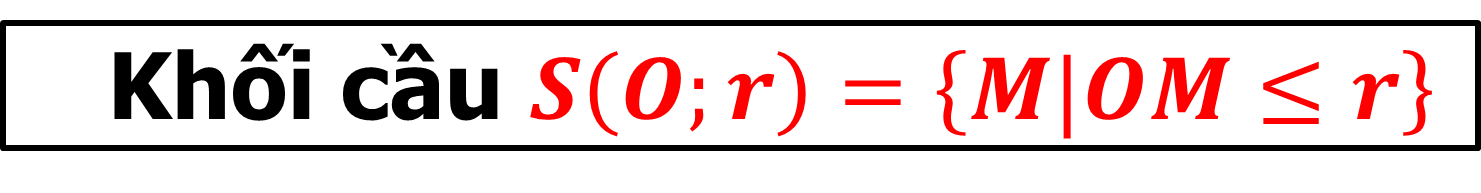 Khối cầu S(O;r) = {M|OM ≤ r}